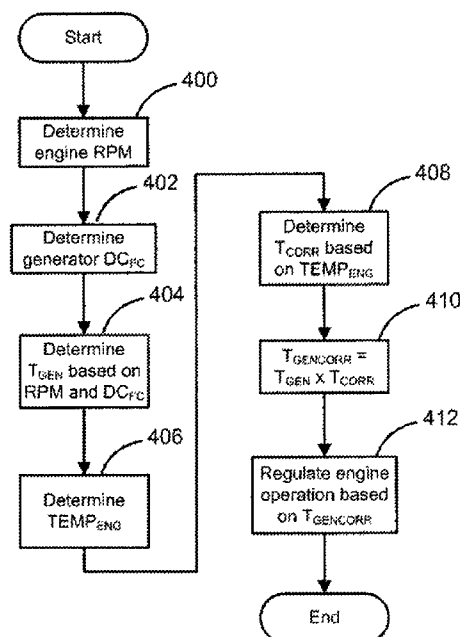 Start
400
Determine
engine RPM
402
Determine
generator DC_FC
404
Determine
T_GEN based on
RPM and DC_FC
406
Determine
TEMP_ENG
408
Determine
T_CORR based
on TEMP_ENG
410
T_GENCORR =
T_GEN x T_CORR
412
Regulate engine
operation based
on T_GENCORR
End